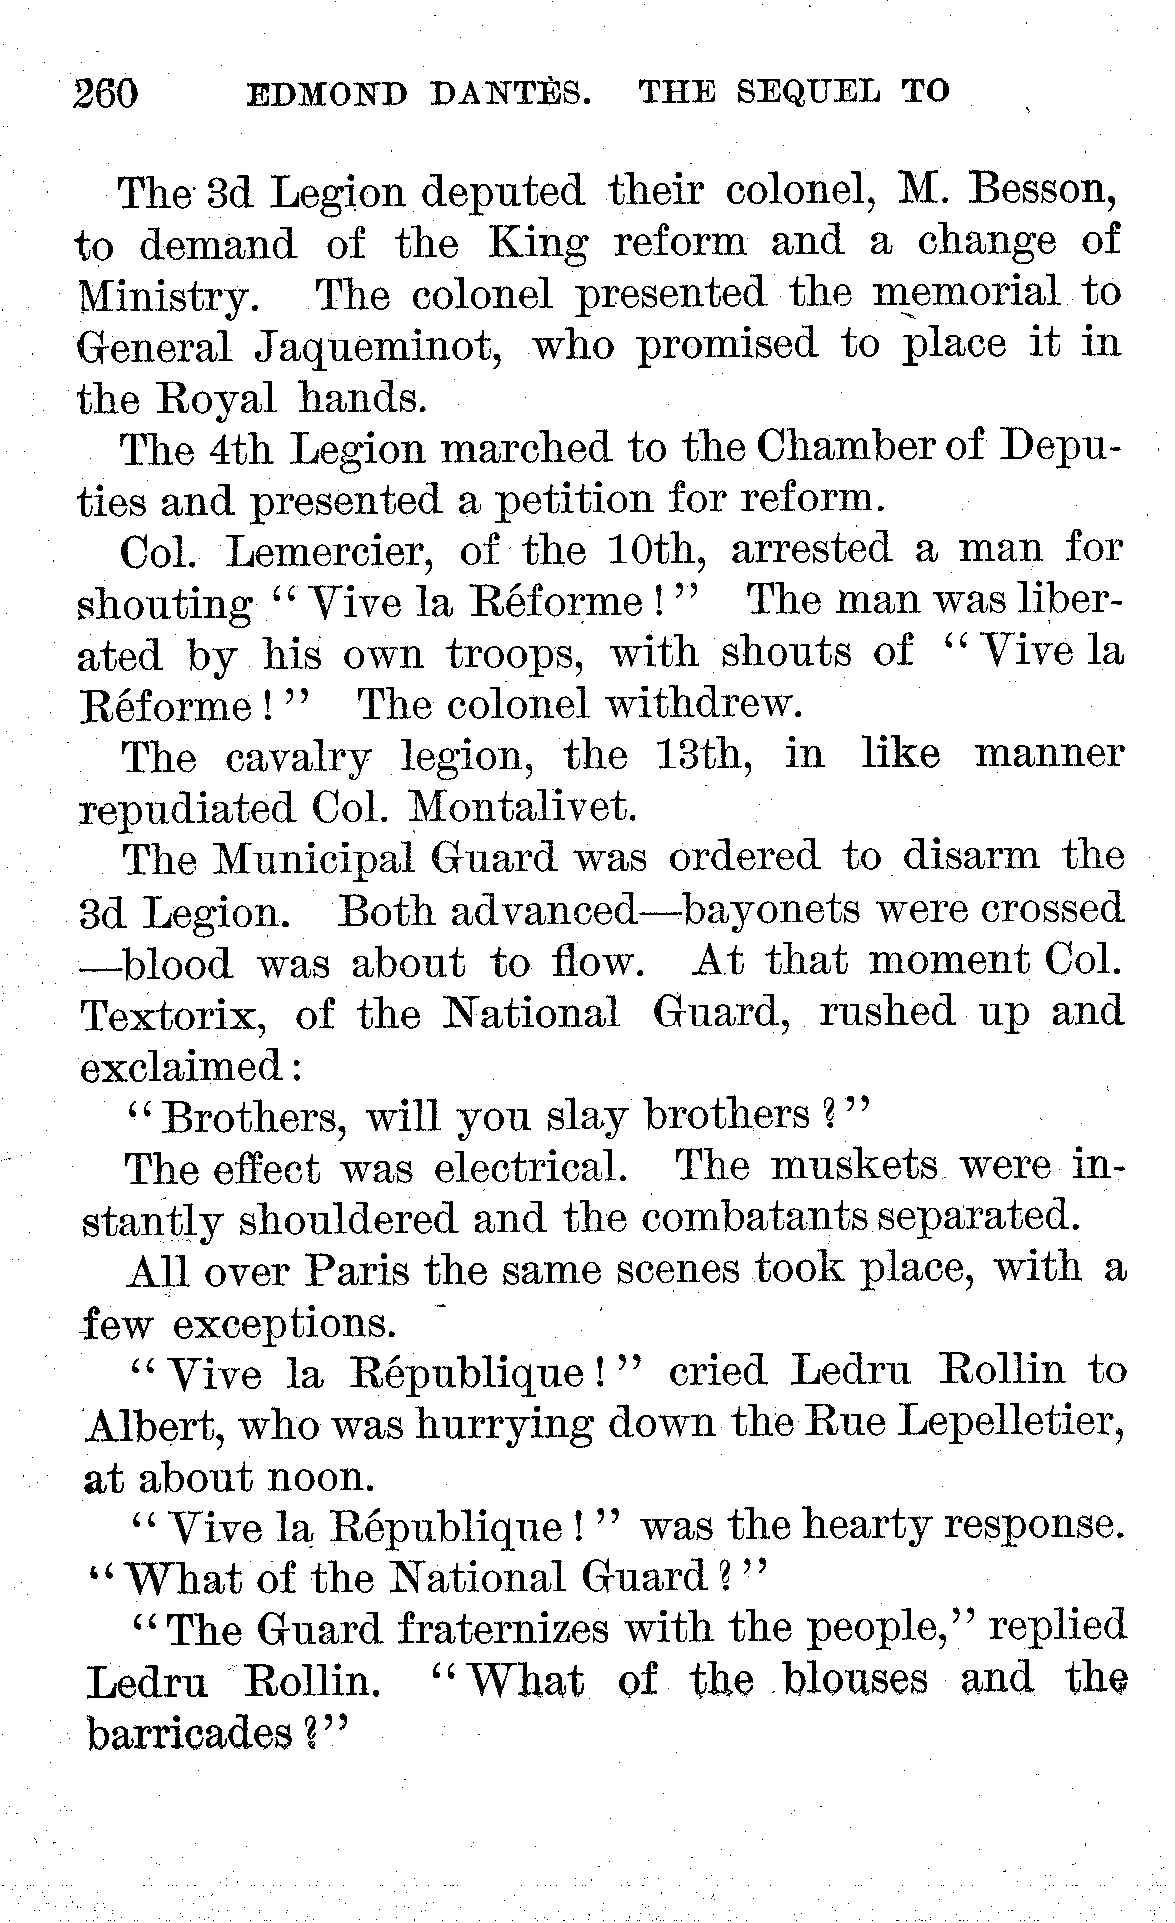 260 EDMOND DANTÈS. THE SEQUEL TO
The 3d Legion deputed their colonel, M. Besson,
to demand of the King reform and a change of
Ministry. The colonel presented the memorial to
General Jaqueminot, who promised to place it in
the Royal hands.
The 4th Legion marched to the Chamber of Depu-
ties and presented a petition for reform.
Col. Lemercier, of the 10th, arrested a man for
shouting "Vive la Réforme!" The man was liber-
ated by his own troops, with shouts of "Vive la
Réforme!" The colonel withdrew.
The cavalry legion, the 13th, in like manner
repudiated Col. Montalivet.
The Municipal Guard was ordered to disarm the
3d Legion. Both advanced—bayonets were crossed
—blood was about to flow. At that moment Col.
Textorix, of the National Guard, rushed up and
exclaimed:
"Brothers, will you slay brothers?"
The effect was electrical. The muskets were in-
stantly shouldered and the combatants separated.
All over Paris the same scenes took place, with a
few exceptions.
"Vive la République!" cried Ledru Rollin to
Albert, who was hurrying down the Rue Lepelletier,
at about noon.
"Vive la République!" was the hearty response.
"What of the National Guard?"
"The Guard fraternizes with the people," replied
Ledru Rollin. "What of the blouses and the
barricades?"